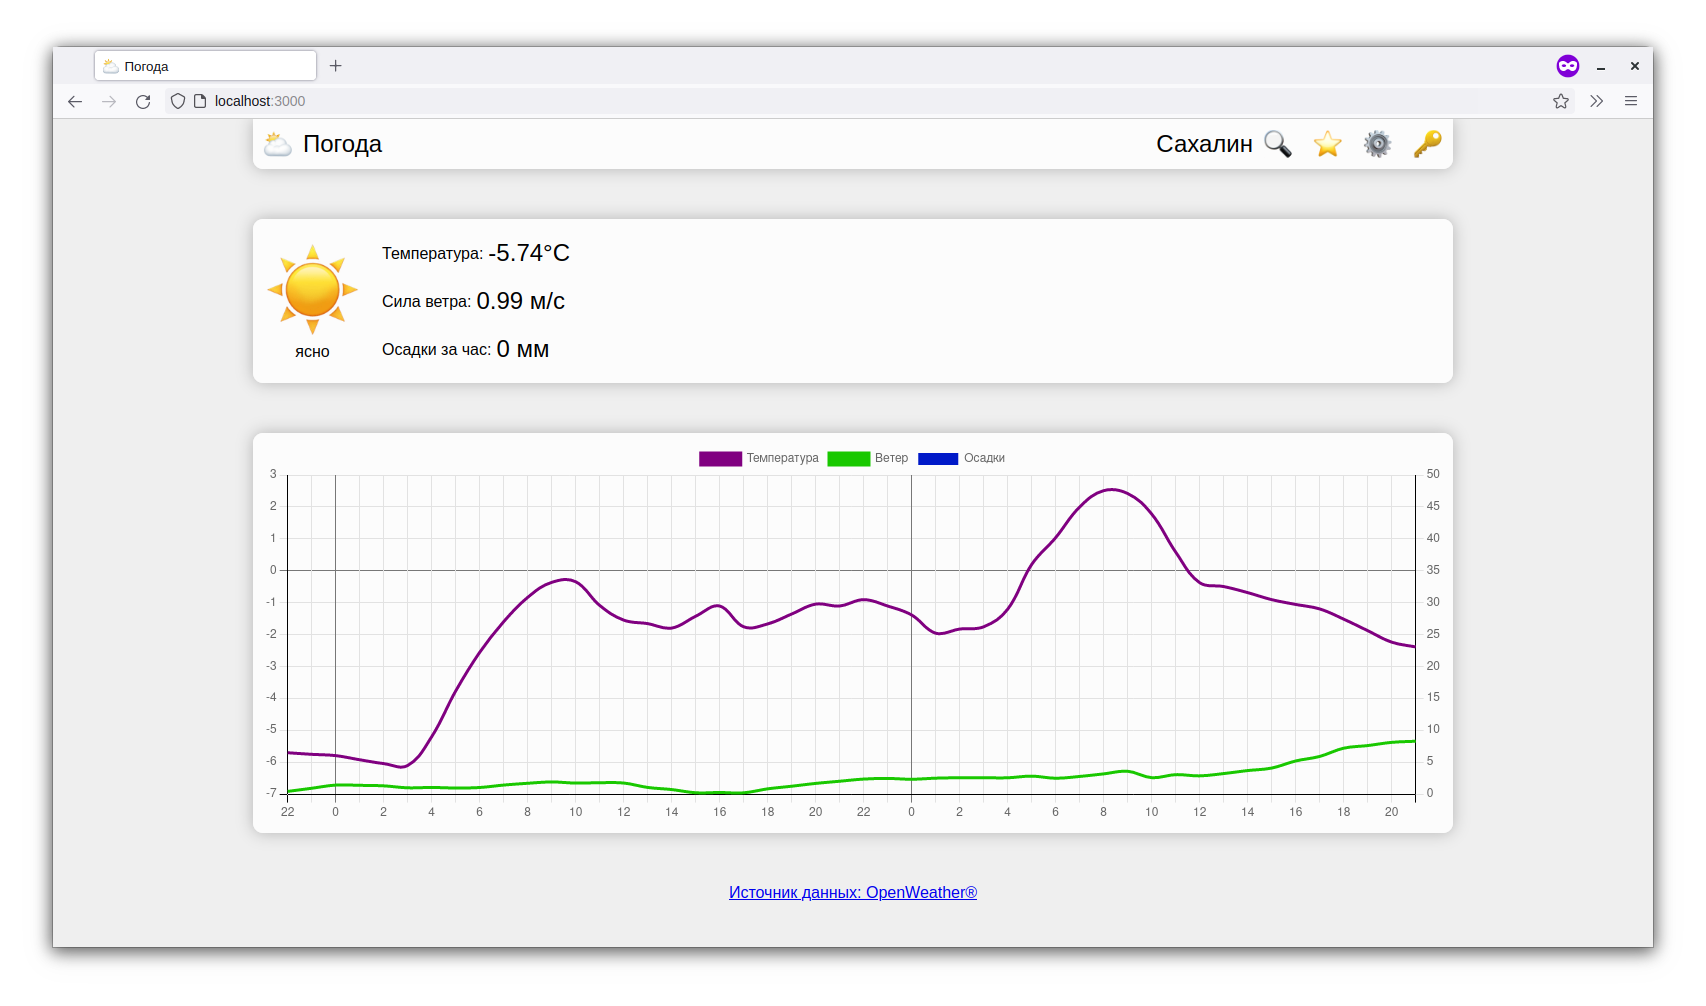 Погода
localhost:3000
Погода Сахалин
Температура: -5.74°C
Сила ветра: 0.99 м/с
Осадки за час: 0 мм
ясно
Температура Ветер Осадки
3 50
2 45
1 40
0 35
-1 30
-2 25
-3 20
-4 15
-5 10
-6 5
-7 0
22 0 2 4 6 8 10 12 14 16 18 20 22 0 2 4 6 8 10 12 14 16 18 20
Источник данных: OpenWeather®